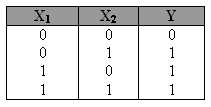 X₁ X₂ Y
0 0 0
0 1 1
1 0 1
1 1 1